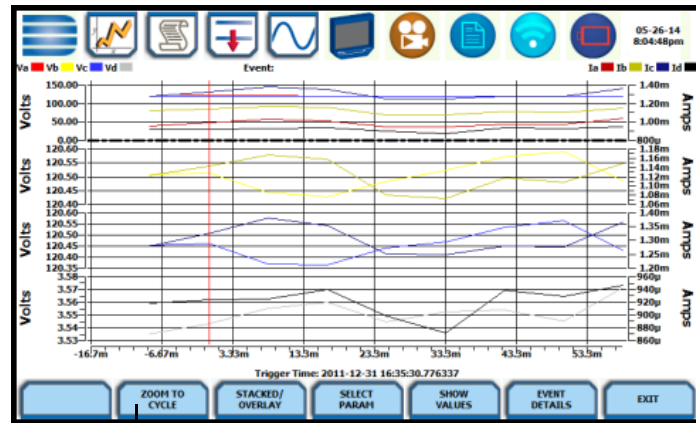 05-26-14
8:04:48pm
Va Vb Vc Vd
Event:
Ia Ib Ic Id
150.00
100.00
50.00
0.00
Volts
1.40m
1.20m
1.00m
800µ
Amps
120.60
120.55
120.50
120.45
120.40
Volts
1.18m
1.16m
1.14m
1.12m
1.10m
1.08m
1.06m
Amps
120.60
120.55
120.50
120.45
120.40
120.35
Volts
1.40m
1.35m
1.30m
1.25m
1.20m
Amps
3.58
3.57
3.56
3.55
3.54
3.53
Volts
960µ
940µ
920µ
900µ
880µ
860µ
Amps
-16.7m -6.67m 3.33m 13.3m 23.3m 33.3m 43.3m 53.3m
Trigger Time: 2011-12-31 16:35:30.776337
ZOOM TO
CYCLE
STACKED/
OVERLAY
SELECT
PARAM
SHOW
VALUES
EVENT
DETAILS
EXIT